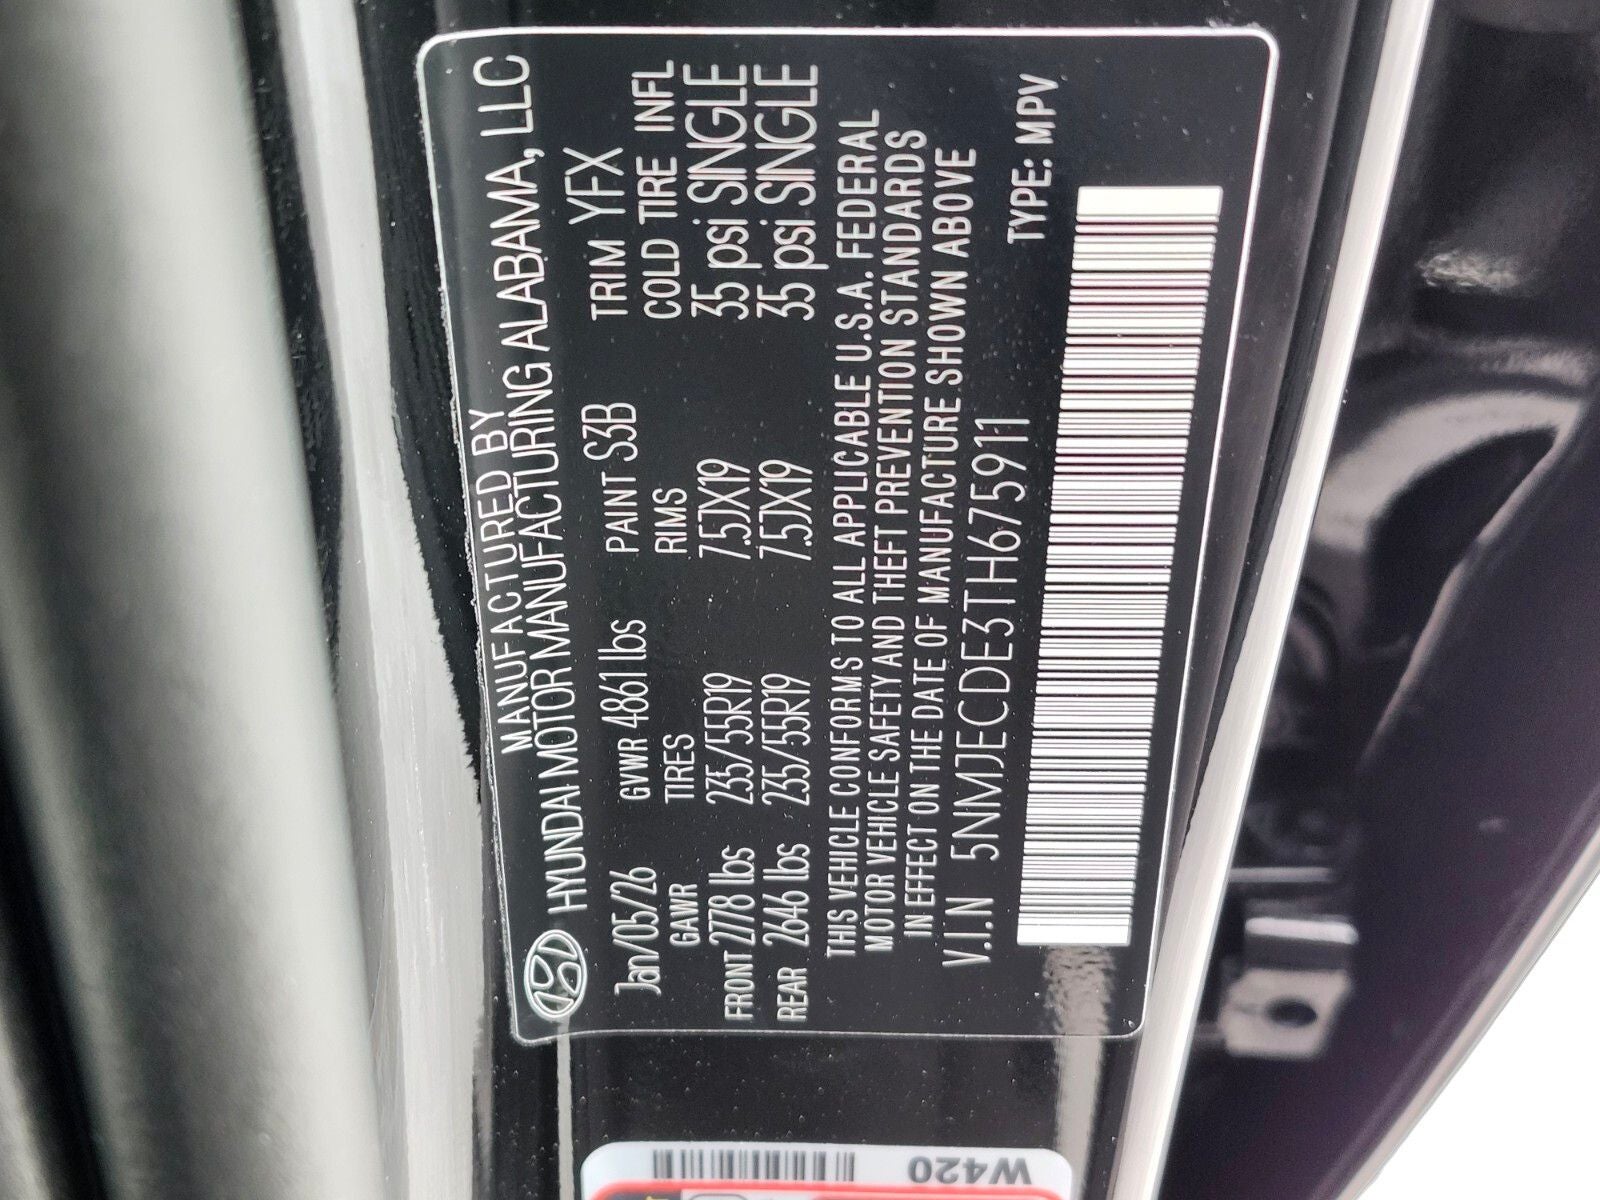 MANUFACTURED BY
HYUNDAI MOTOR MANUFACTURING ALABAMA, LLC
Jan/05/26 GVWR 4861 lbs PAINT S3B TRIM YFX
GAWR TIRES RIMS COLD TIRE INFL
FRONT 2778 lbs 235/55R19 7.5JX19 35 psi SINGLE
REAR 2646 lbs 235/55R19 7.5JX19 35 psi SINGLE
THIS VEHICLE CONFORMS TO ALL APPLICABLE U.S.A. FEDERAL
MOTOR VEHICLE SAFETY AND THEFT PREVENTION STANDARDS
IN EFFECT ON THE DATE OF MANUFACTURE SHOWN ABOVE
V.I.N 5NMJECDE3TH675911 TYPE: MPV
W420